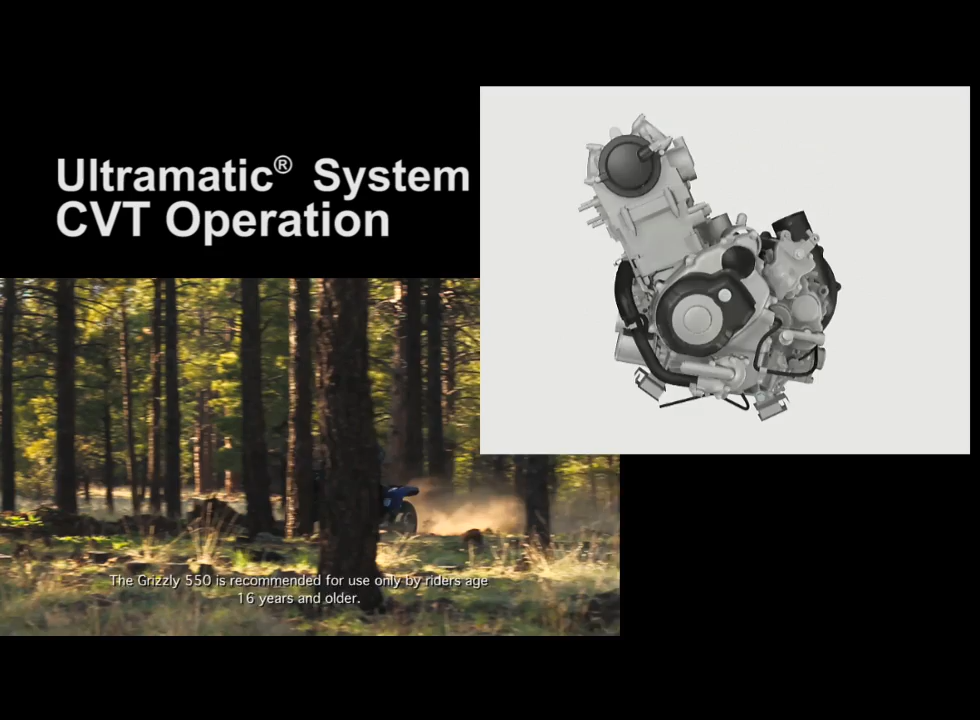 Ultramatic® System
CVT Operation
The Grizzly 550 is recommended for use only by riders age
16 years and older.